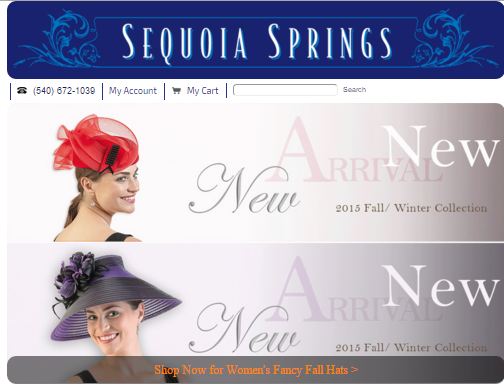 SEQUOIA SPRINGS
(540) 672-1039 My Account My Cart Search
New
ARRIVAL
New
2015 Fall/ Winter Collection
New
ARRIVAL
New
2015 Fall/ Winter Collection
Shop Now for Women's Fancy Fall Hats >